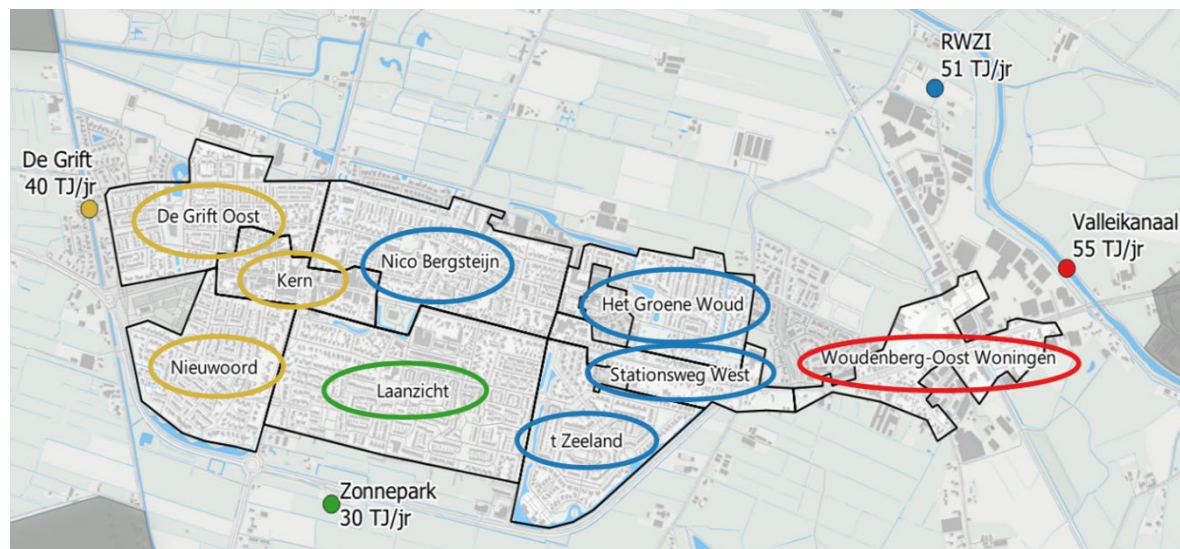 RWZI
51 TJ/jr
De Grift
40 TJ/jr
De Grift Oost
Valleikanaal
55 TJ/jr
Nico Bergsteijn
Kern
Het Groene Woud
Woudenberg-Oost Woningen
Nieuwoord
Stationsweg West
Laanzicht
t Zeeland
Zonnepark
30 TJ/jr